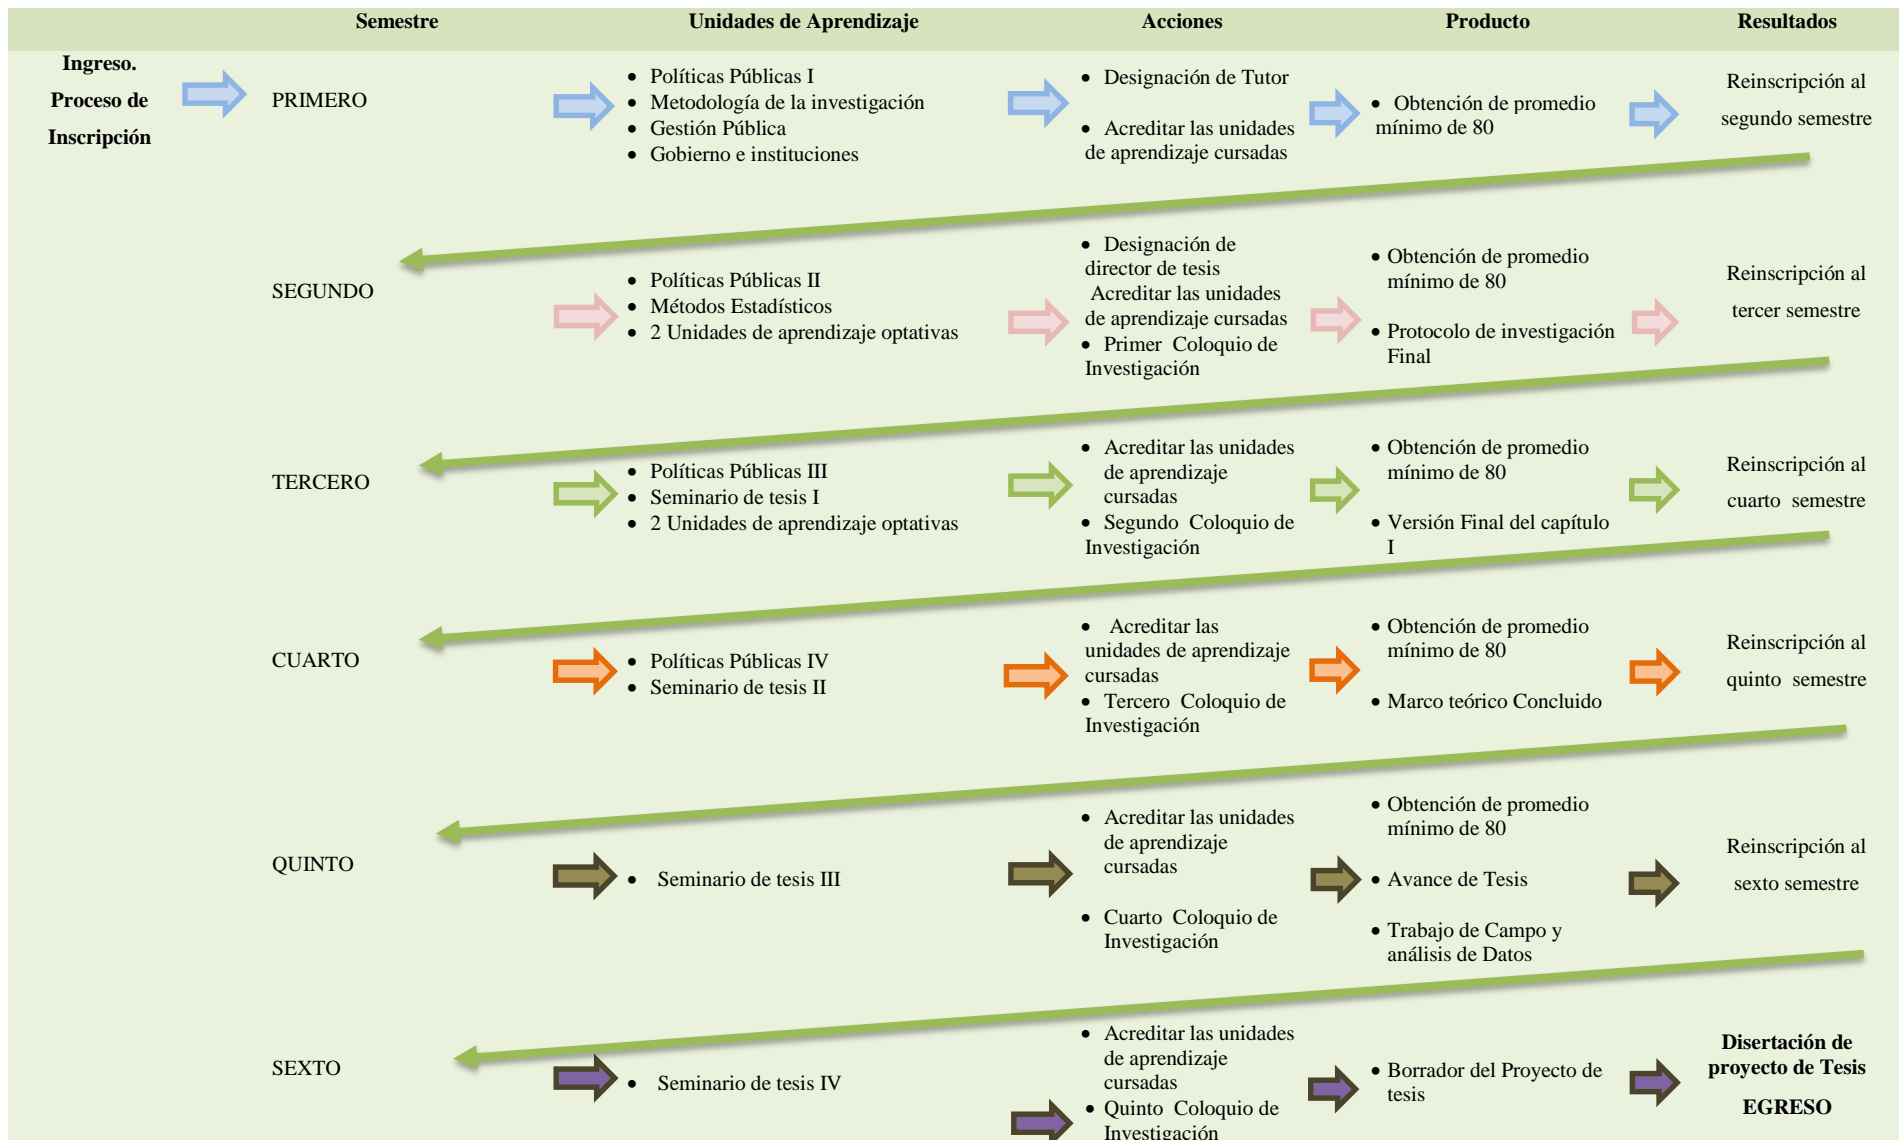 Semestre
Unidades de Aprendizaje
Acciones
Producto
Resultados
Ingreso.
Proceso de
Inscripción
PRIMERO
• Políticas Públicas I
• Metodología de la investigación
• Gestión Pública
• Gobierno e instituciones
• Designación de Tutor
• Acreditar las unidades
de aprendizaje cursadas
• Obtención de promedio
mínimo de 80
Reinscripción al
segundo semestre
SEGUNDO
• Políticas Públicas II
• Métodos Estadísticos
• 2 Unidades de aprendizaje optativas
• Designación de
director de tesis
Acreditar las unidades
de aprendizaje cursadas
• Primer Coloquio de
Investigación
• Obtención de promedio
mínimo de 80
• Protocolo de investigación
Final
Reinscripción al
tercer semestre
TERCERO
• Políticas Públicas III
• Seminario de tesis I
• 2 Unidades de aprendizaje optativas
• Acreditar las unidades
de aprendizaje
cursadas
• Segundo Coloquio de
Investigación
• Obtención de promedio
mínimo de 80
• Versión Final del capítulo
I
Reinscripción al
cuarto semestre
CUARTO
• Políticas Públicas IV
• Seminario de tesis II
• Acreditar las
unidades de aprendizaje
cursadas
• Tercero Coloquio de
Investigación
• Obtención de promedio
mínimo de 80
• Marco teórico Concluido
Reinscripción al
quinto semestre
QUINTO
• Seminario de tesis III
• Acreditar las unidades
de aprendizaje
cursadas
• Cuarto Coloquio de
Investigación
• Obtención de promedio
mínimo de 80
• Avance de Tesis
• Trabajo de Campo y
análisis de Datos
Reinscripción al
sexto semestre
SEXTO
• Seminario de tesis IV
• Acreditar las unidades
de aprendizaje
cursadas
• Quinto Coloquio de
Investigación
• Borrador del Proyecto de
tesis
Disertación de
proyecto de Tesis
EGRESO